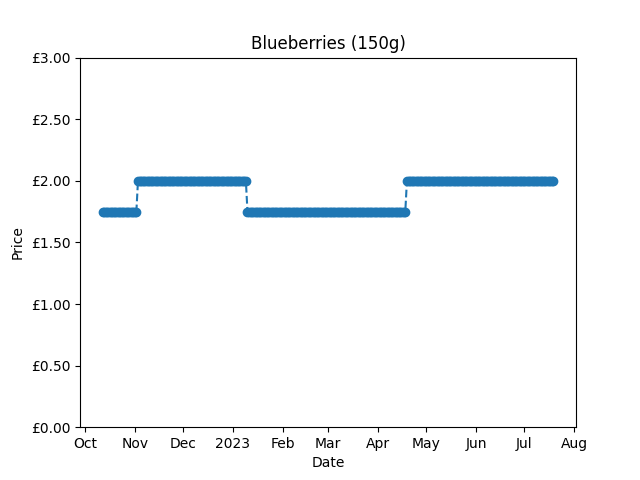 Blueberries (150g)
£3.00
£2.50
£2.00
£1.50
£1.00
£0.50
£0.00
Price
Oct Nov Dec 2023 Feb Mar Apr May Jun Jul Aug
Date